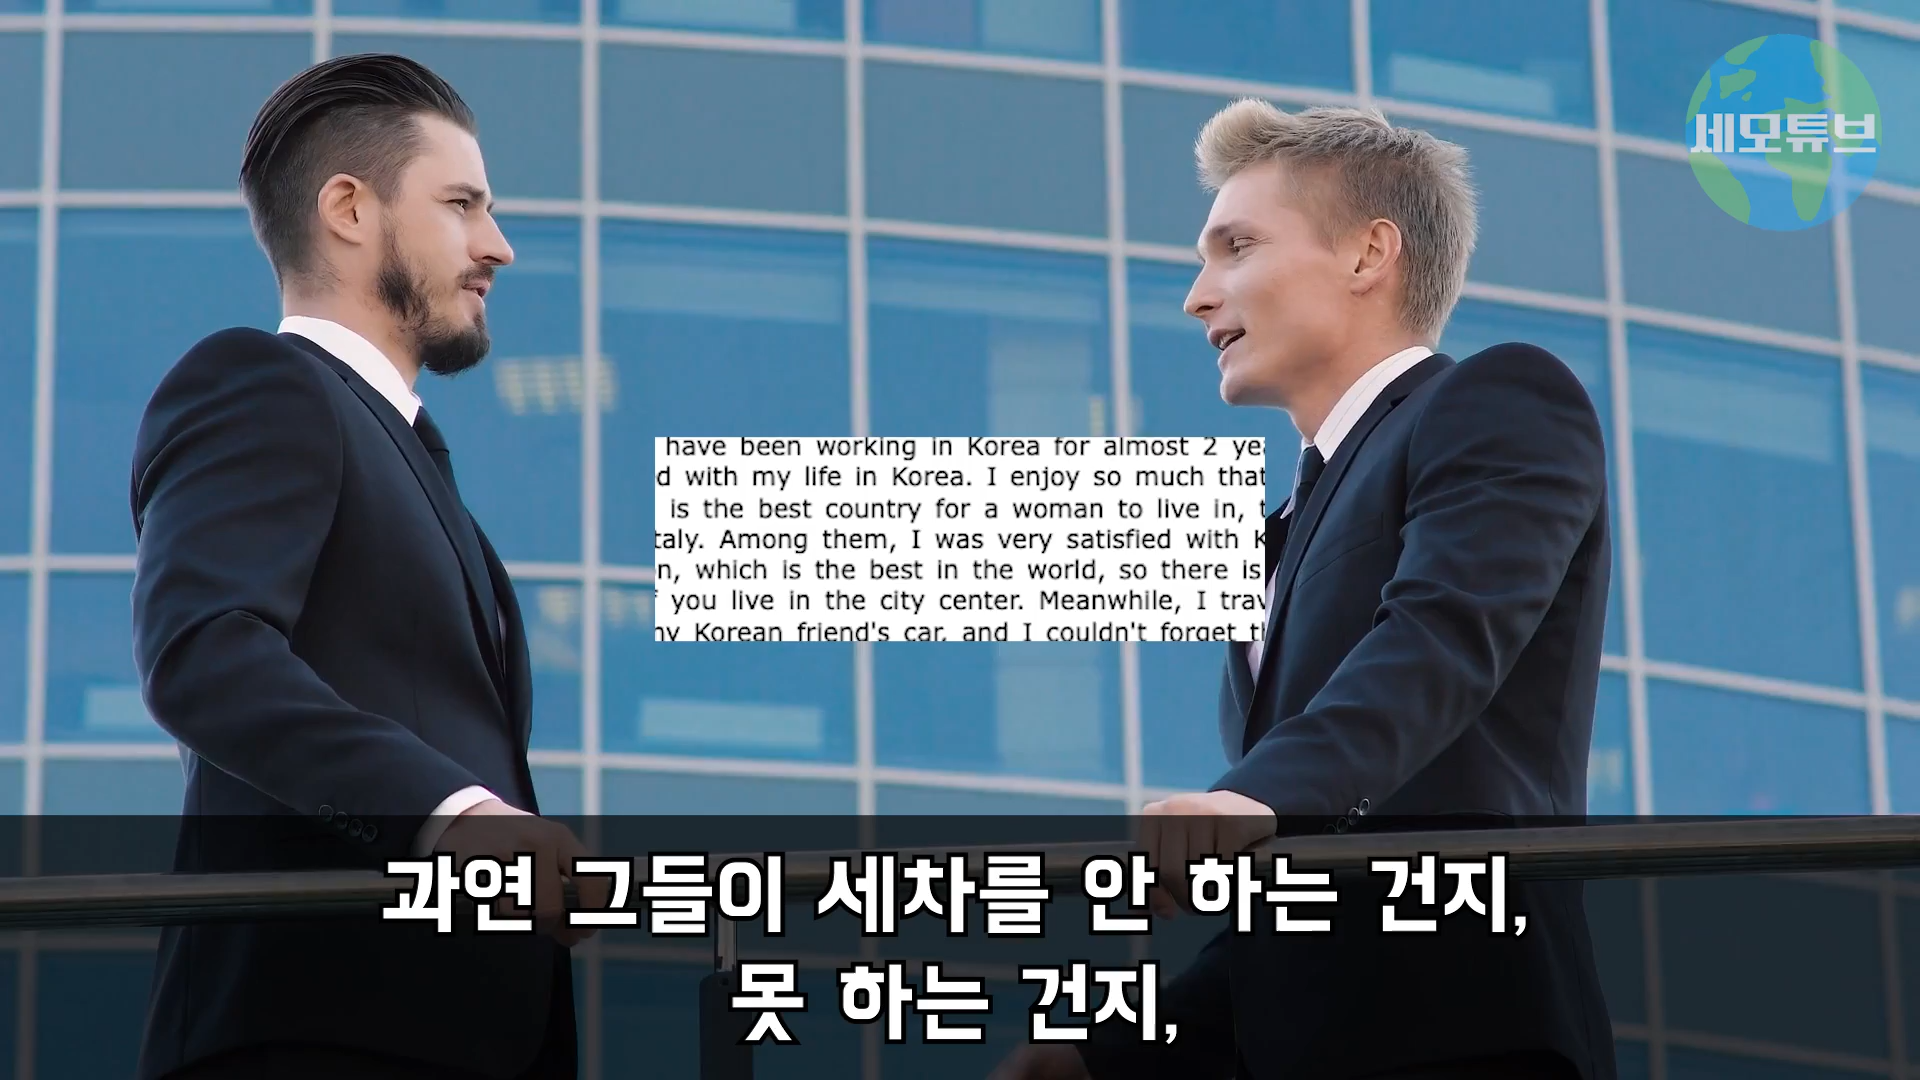 세모튜브
have been working in Korea for almost 2
with my life in Korea. I enjoy so much that
is the best country for a woman to live in,
Among them, I was very satisfied with
which is the best in the world, so there is
you live in the city center. Meanwhile, I
Korean friend's car, and I couldn't forget
과연 그들이 세차를 안 하는 건지,
못 하는 건지,